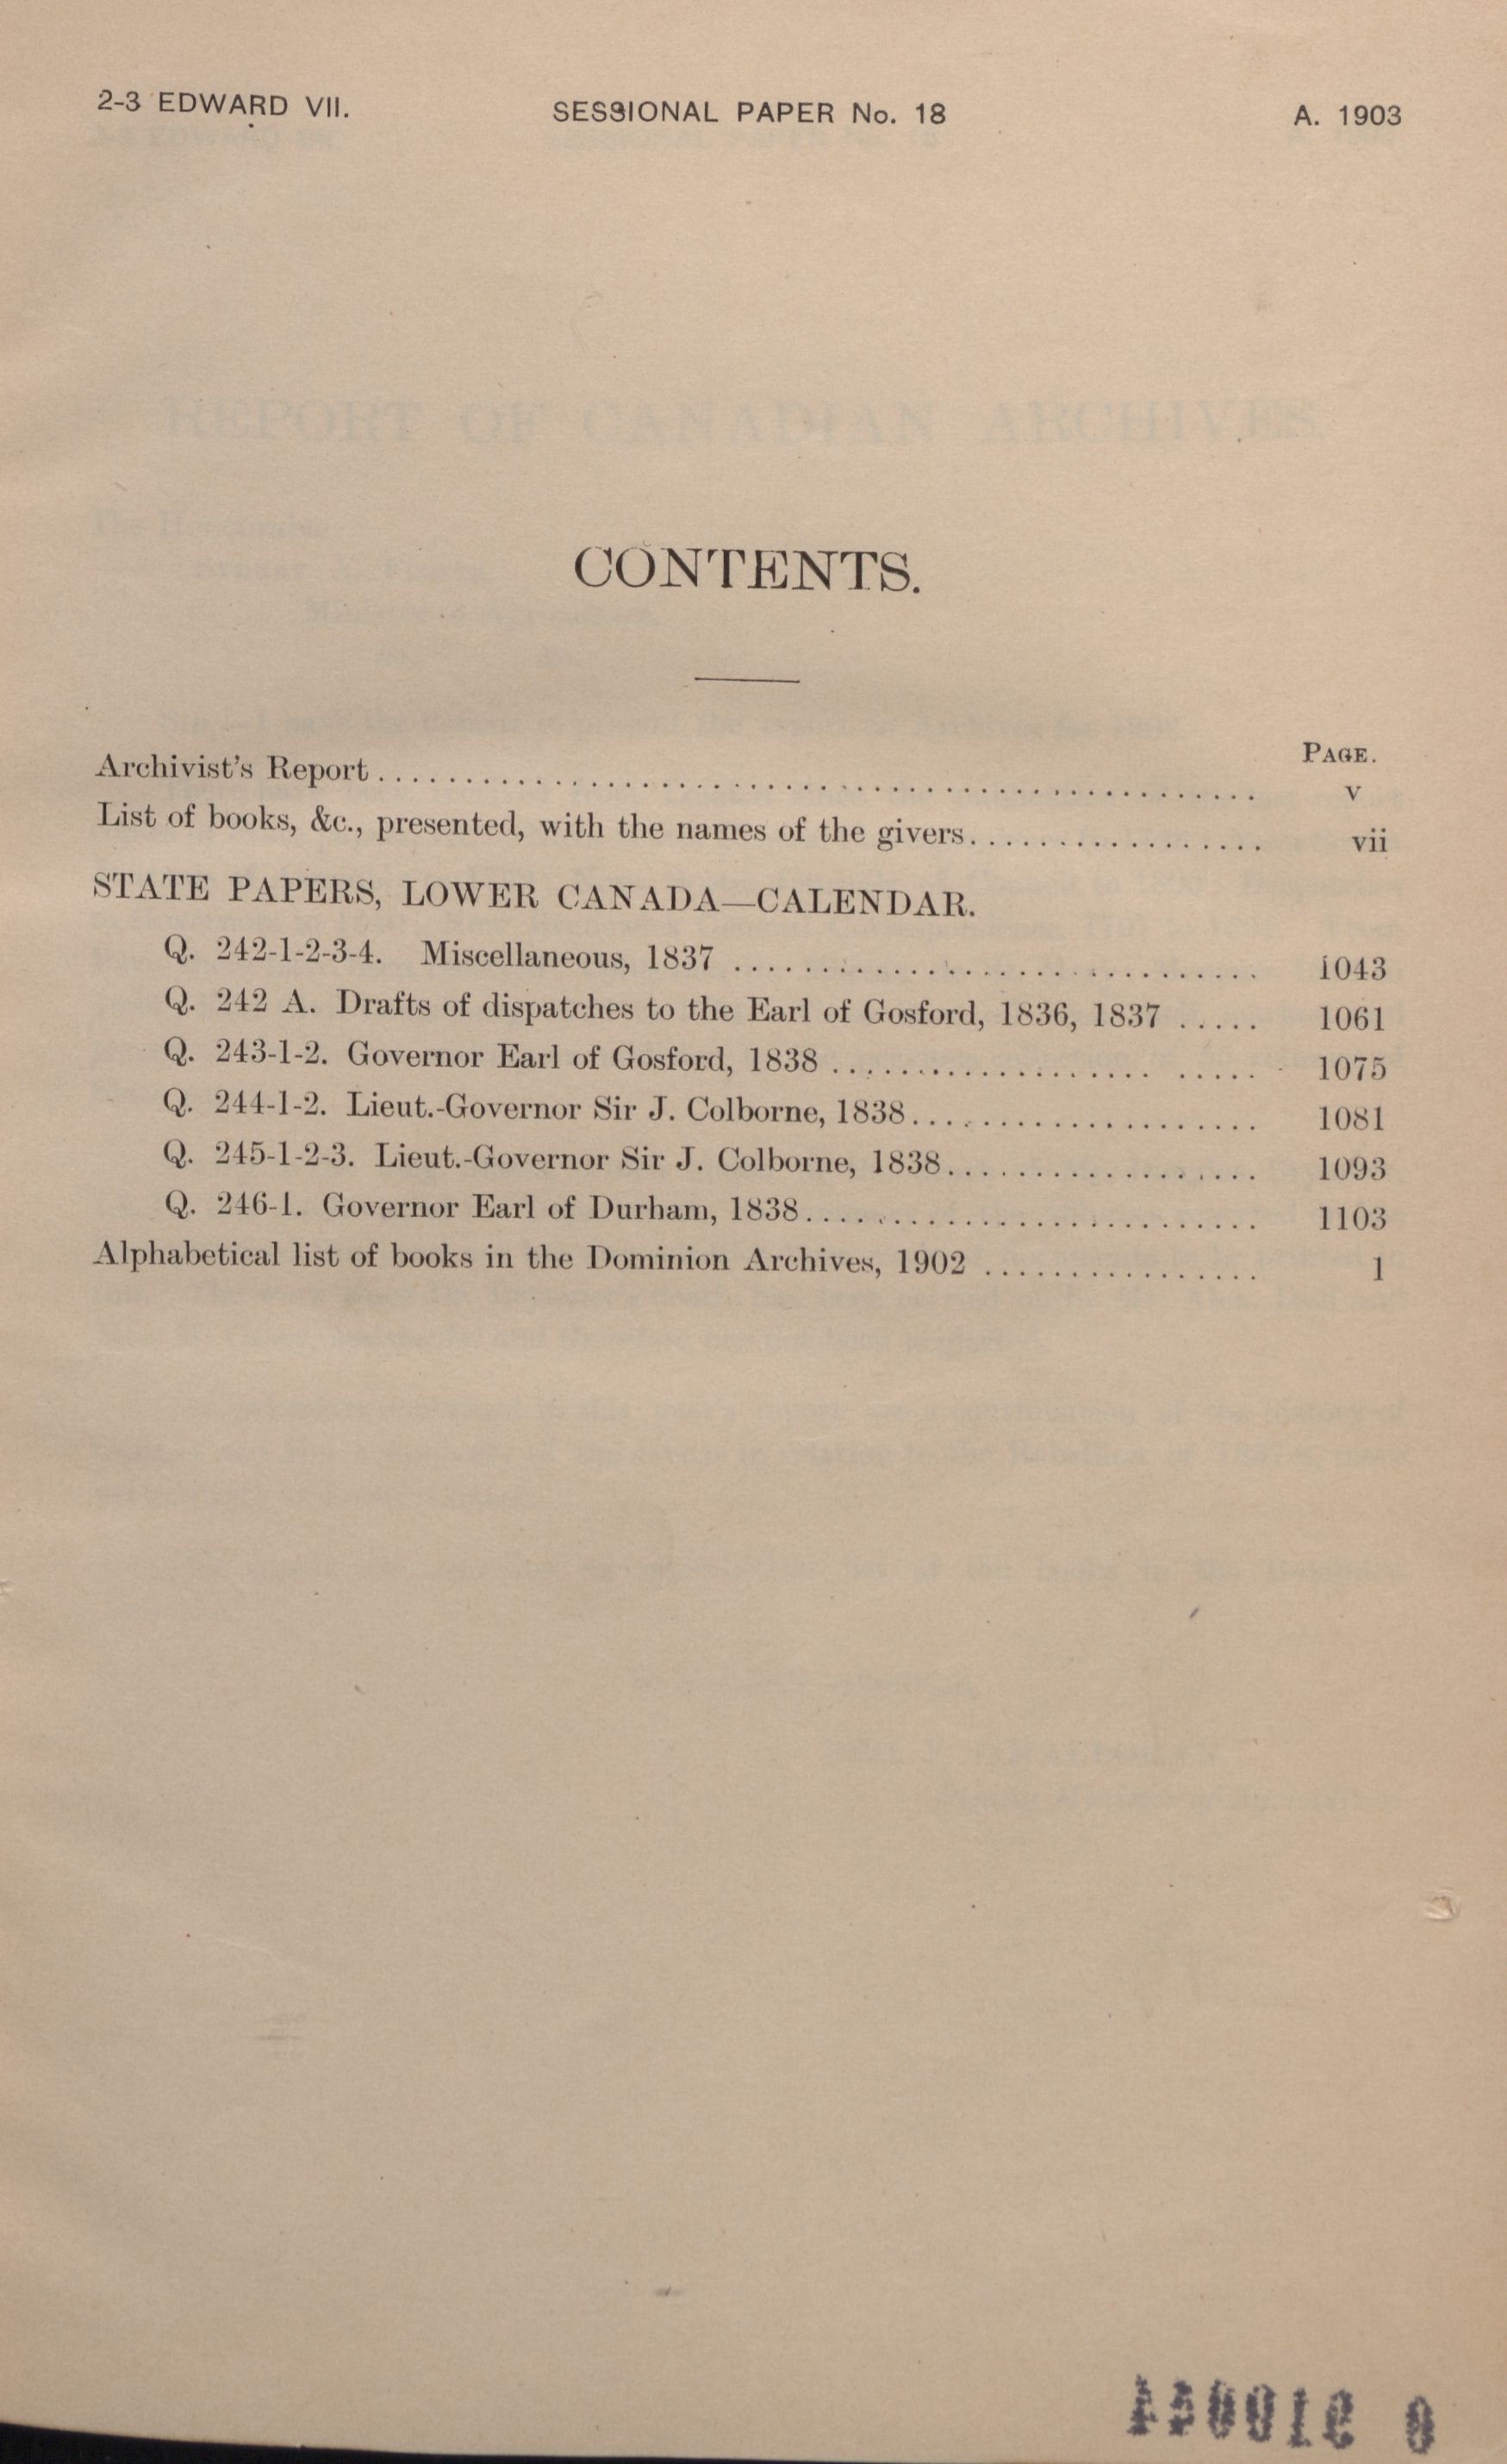 2-3 EDWARD VII. SESSIONAL PAPER No. 18 A. 1903
REPORT OF CANADIAN ARCHIVES.
CONTENTS.
PAGE.
Archivist's Report................................................ v
List of books, &c., presented, with the names of the givers................. vii
STATE PAPERS, LOWER CANADA—CALENDAR.
Q. 242-1-2-3-4. Miscellaneous, 1837 .............................. 1043
Q. 242 A. Drafts of dispatches to the Earl of Gosford, 1836, 1837 ..... 1061
Q. 243-1-2. Governor Earl of Gosford, 1838 ................... ..... 1075
Q. 244-1-2. Lieut.-Governor Sir J. Colborne, 1838.................... 1081
Q. 245-1-2-3. Lieut.-Governor Sir J. Colborne, 1838.................. 1093
Q. 246-1. Governor Earl of Durham, 1838.......................... 1103
Alphabetical list of books in the Dominion Archives, 1902 ................ 1